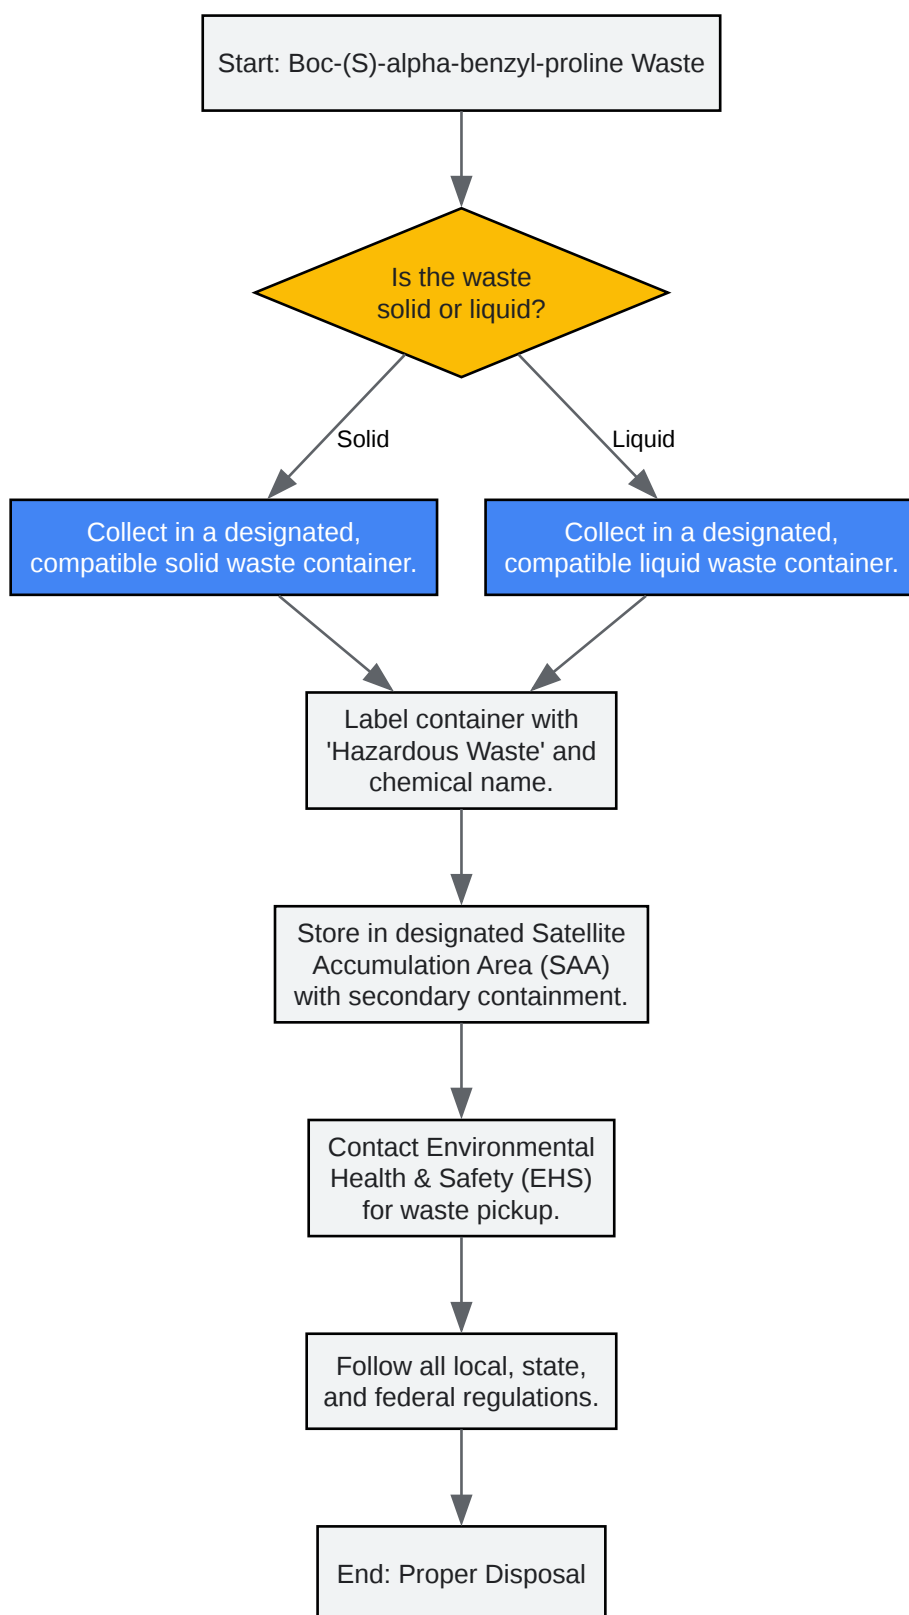 Start: Boc-(S)-alpha-benzyl-proline Waste
Is the waste
solid or liquid?
Solid
Liquid
Collect in a designated,
compatible solid waste container.
Collect in a designated,
compatible liquid waste container.
Label container with
'Hazardous Waste' and
chemical name.
Store in designated Satellite
Accumulation Area (SAA)
with secondary containment.
Contact Environmental
Health & Safety (EHS)
for waste pickup.
Follow all local, state,
and federal regulations.
End: Proper Disposal